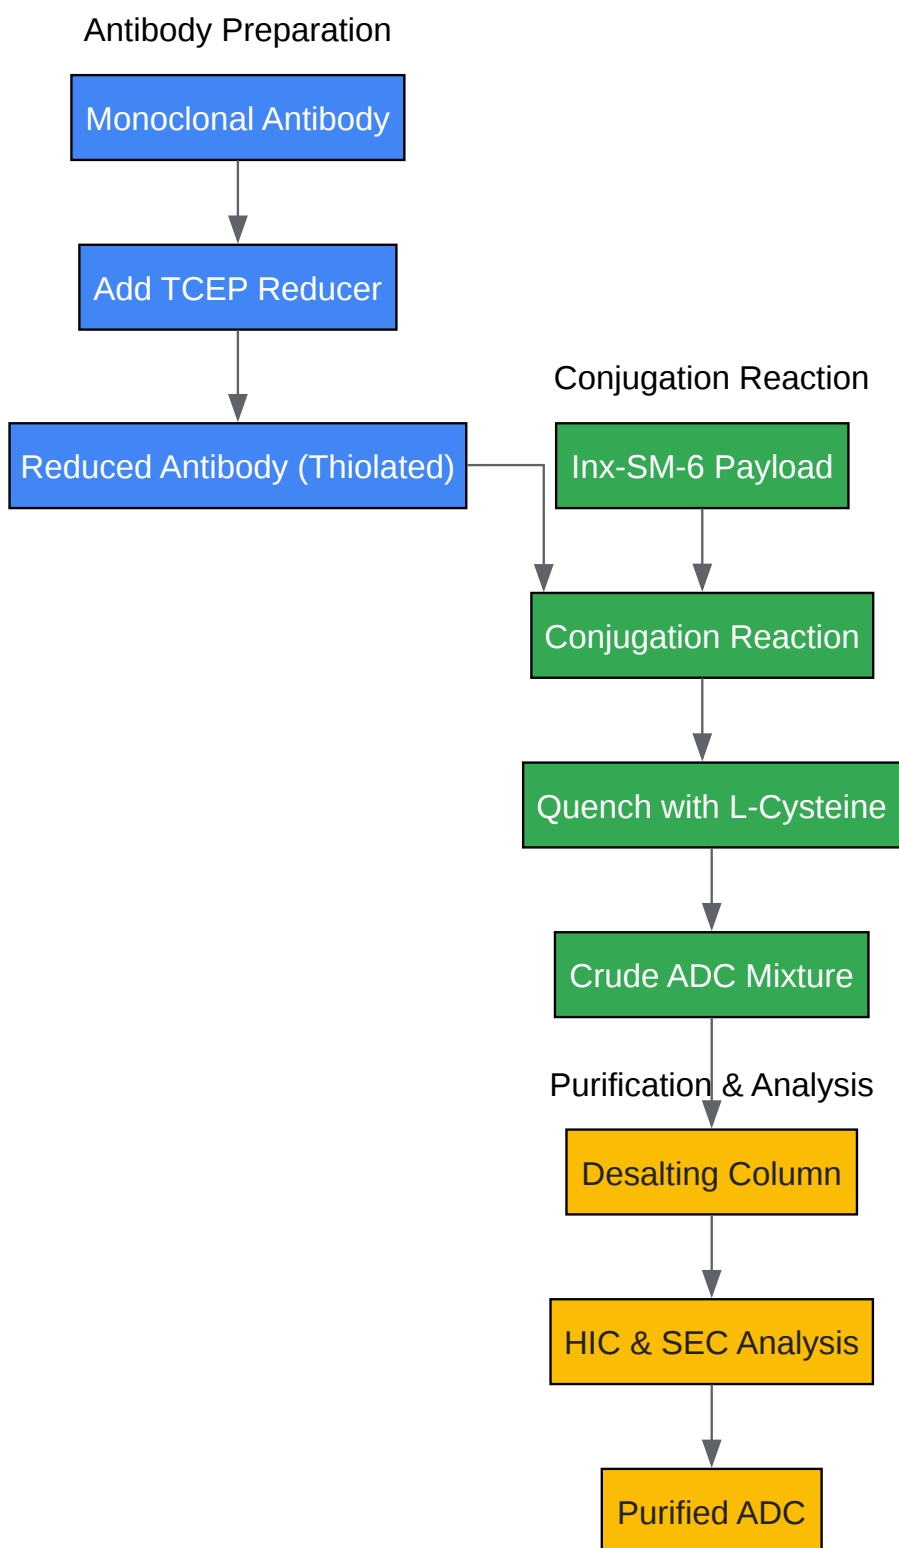 Antibody Preparation
Monoclonal Antibody
Add TCEP Reducer
Reduced Antibody (Thiolated)
Conjugation Reaction
Inx-SM-6 Payload
Conjugation Reaction
Quench with L-Cysteine
Crude ADC Mixture
Purification & Analysis
Desalting Column
HIC & SEC Analysis
Purified ADC